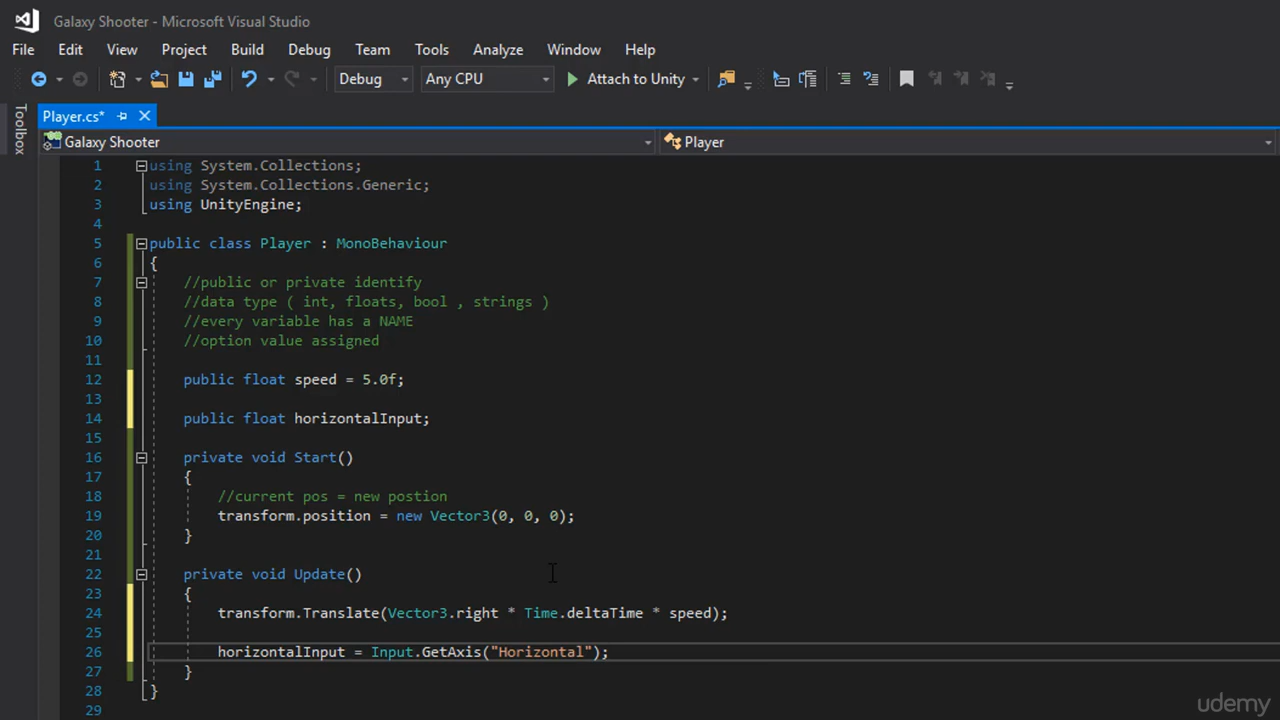 Galaxy Shooter - Microsoft Visual Studio
File Edit View Project Build Debug Team Tools Analyze Window Help
Debug Any CPU Attach to Unity
Toolbox
Player.cs*
Galaxy Shooter Player
1 using System.Collections;
2 using System.Collections.Generic;
3 using UnityEngine;
4
5 public class Player : MonoBehaviour
6 {
7 //public or private identify
8 //data type ( int, floats, bool , strings )
9 //every variable has a NAME
10 //option value assigned
11
12 public float speed = 5.0f;
13
14 public float horizontalInput;
15
16 private void Start()
17 {
18 //current pos = new postion
19 transform.position = new Vector3(0, 0, 0);
20 }
21
22 private void Update()
23 {
24 transform.Translate(Vector3.right * Time.deltaTime * speed);
25
26 horizontalInput = Input.GetAxis("Horizontal");
27 }
28 }
29
udemy